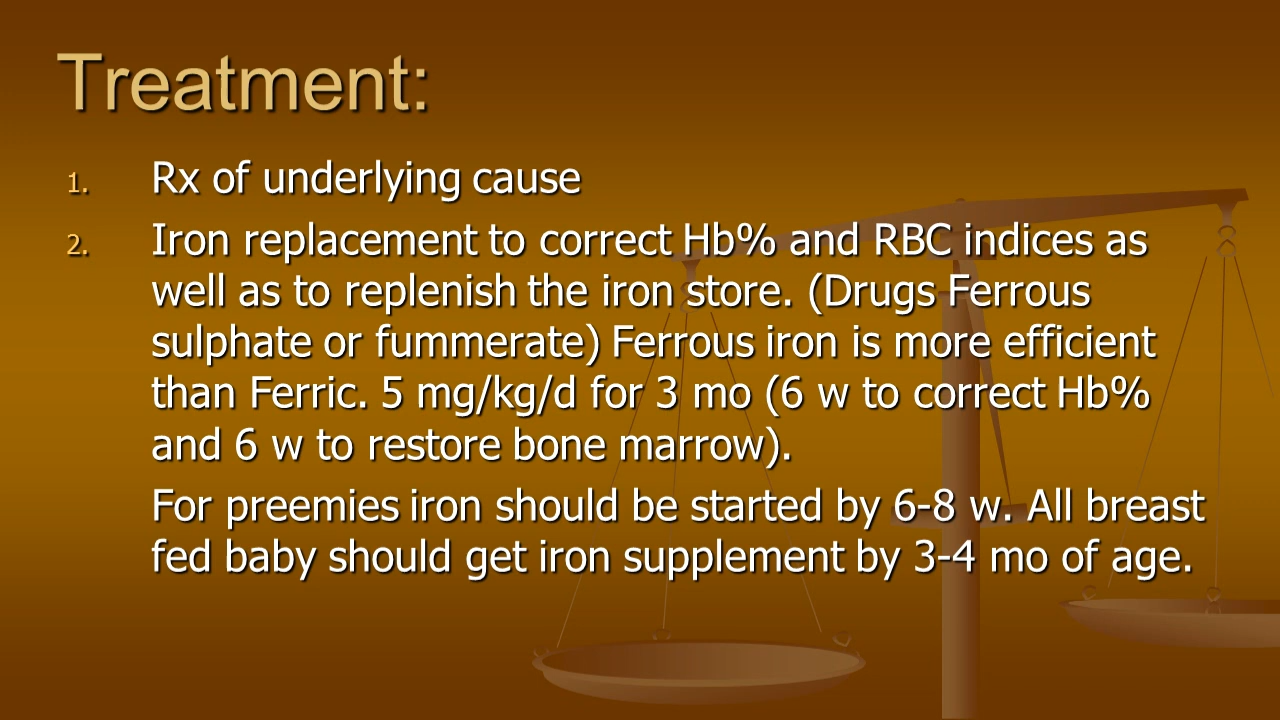 Treatment:
1. Rx of underlying cause
2. Iron replacement to correct Hb% and RBC indices as
well as to replenish the iron store. (Drugs Ferrous
sulphate or fummerate) Ferrous iron is more efficient
than Ferric. 5 mg/kg/d for 3 mo (6 w to correct Hb%
and 6 w to restore bone marrow).
For preemies iron should be started by 6-8 w. All breast
fed baby should get iron supplement by 3-4 mo of age.